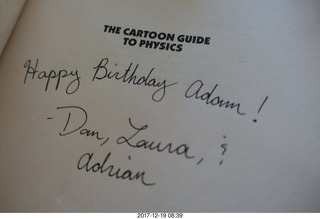 THE CARTOON GUIDE
TO PHYSICS
Happy Birthday Adam!
-Dan, Laura, &
Adrian
2017-12-19 08:39